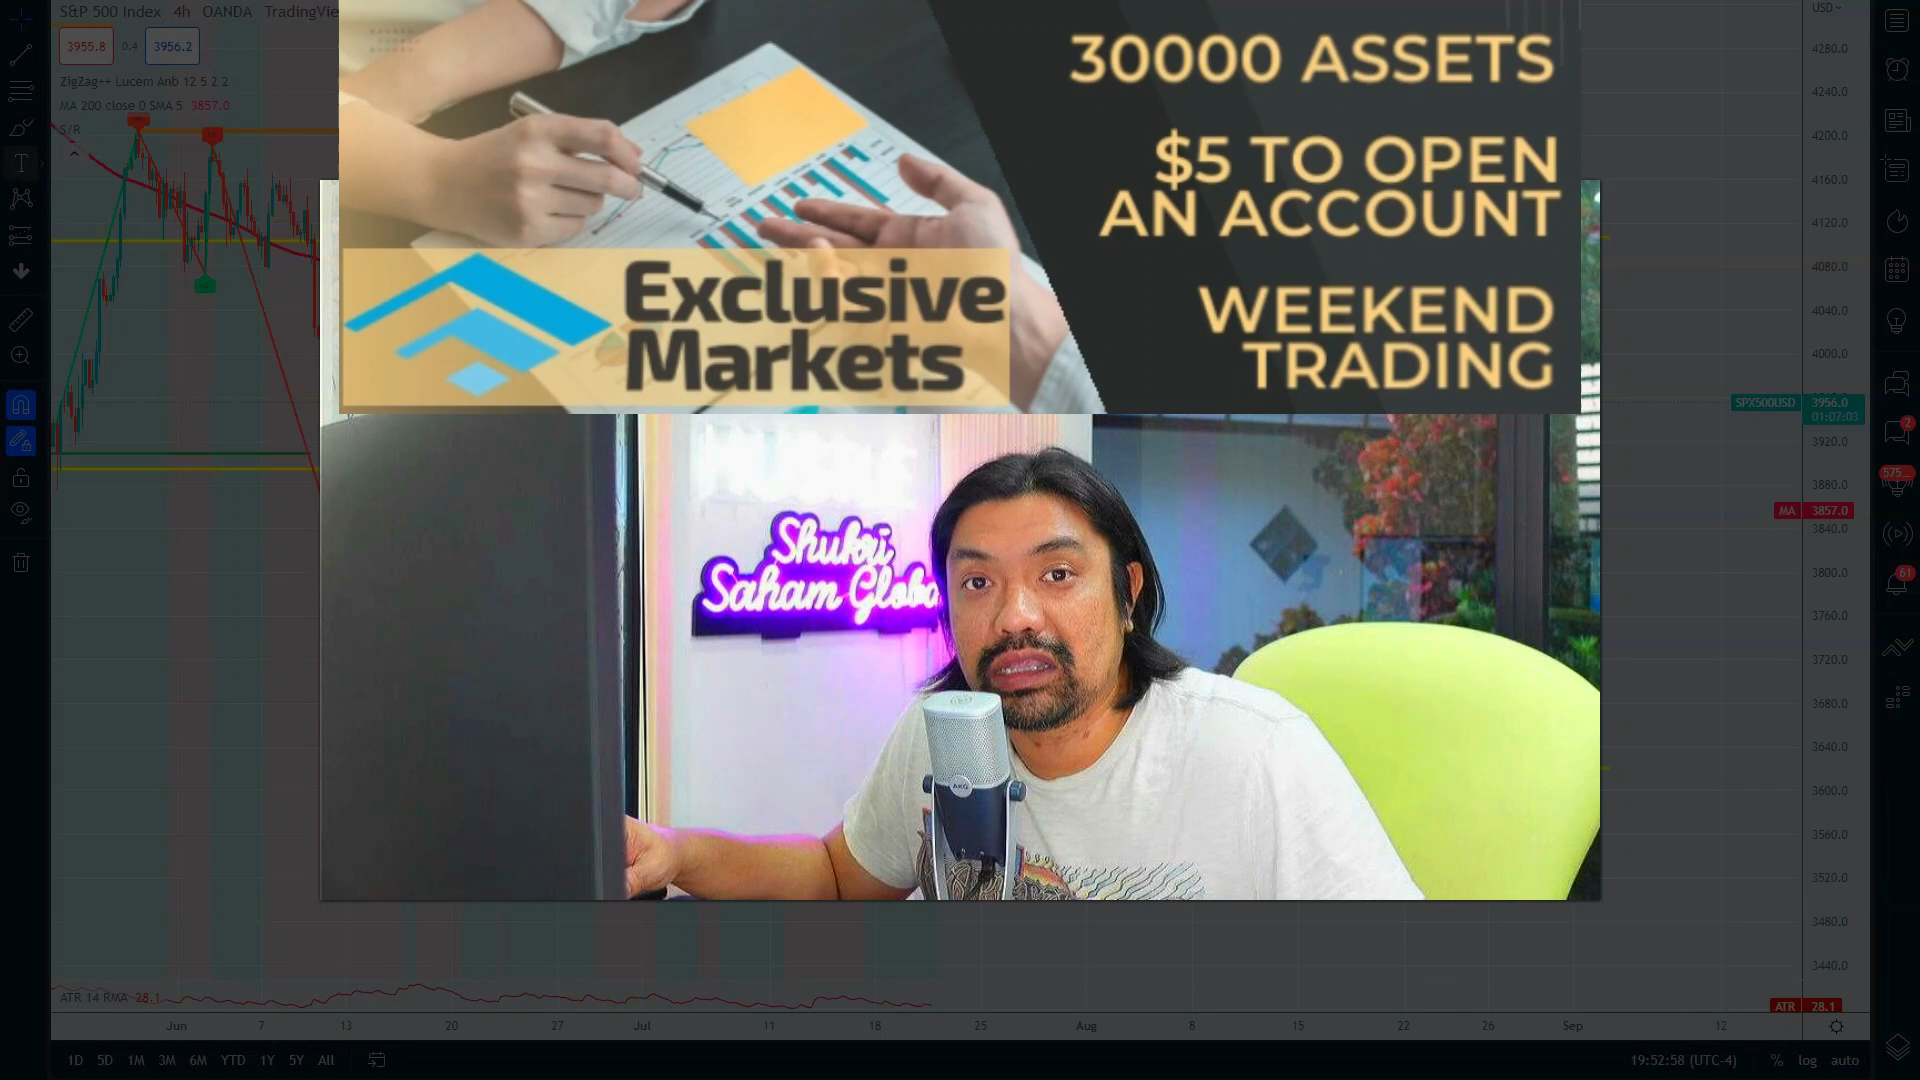 S&P 500 Index 4h OANDA TradingVie
3955.8 0.4 3956.2
ZigZag++ Lucem Anb 12 5 2 2
MA 200 close 0 SMA 5 3857.0
S/R
30000 ASSETS
$5 TO OPEN
AN ACCOUNT
WEEKEND
TRADING
Exclusive
Markets
Shukri
Saham Globa
AKG
USD
4280.0
4240.0
4200.0
4160.0
4120.0
4080.0
4040.0
4000.0
SPX500USD 3956.0
01:07:03
3920.0
3880.0
MA 3857.0
3840.0
3800.0
3760.0
3720.0
3680.0
3640.0
3600.0
3560.0
3520.0
3480.0
3440.0
2
575...
61
ATR 14 RMA 28.1
ATR 28.1
Jun 7 13 20 27 Jul 11 18 25 Aug 8 15 22 26 Sep 12
1D 5D 1M 3M 6M YTD 1Y 5Y All
19:52:58 (UTC-4) % log auto